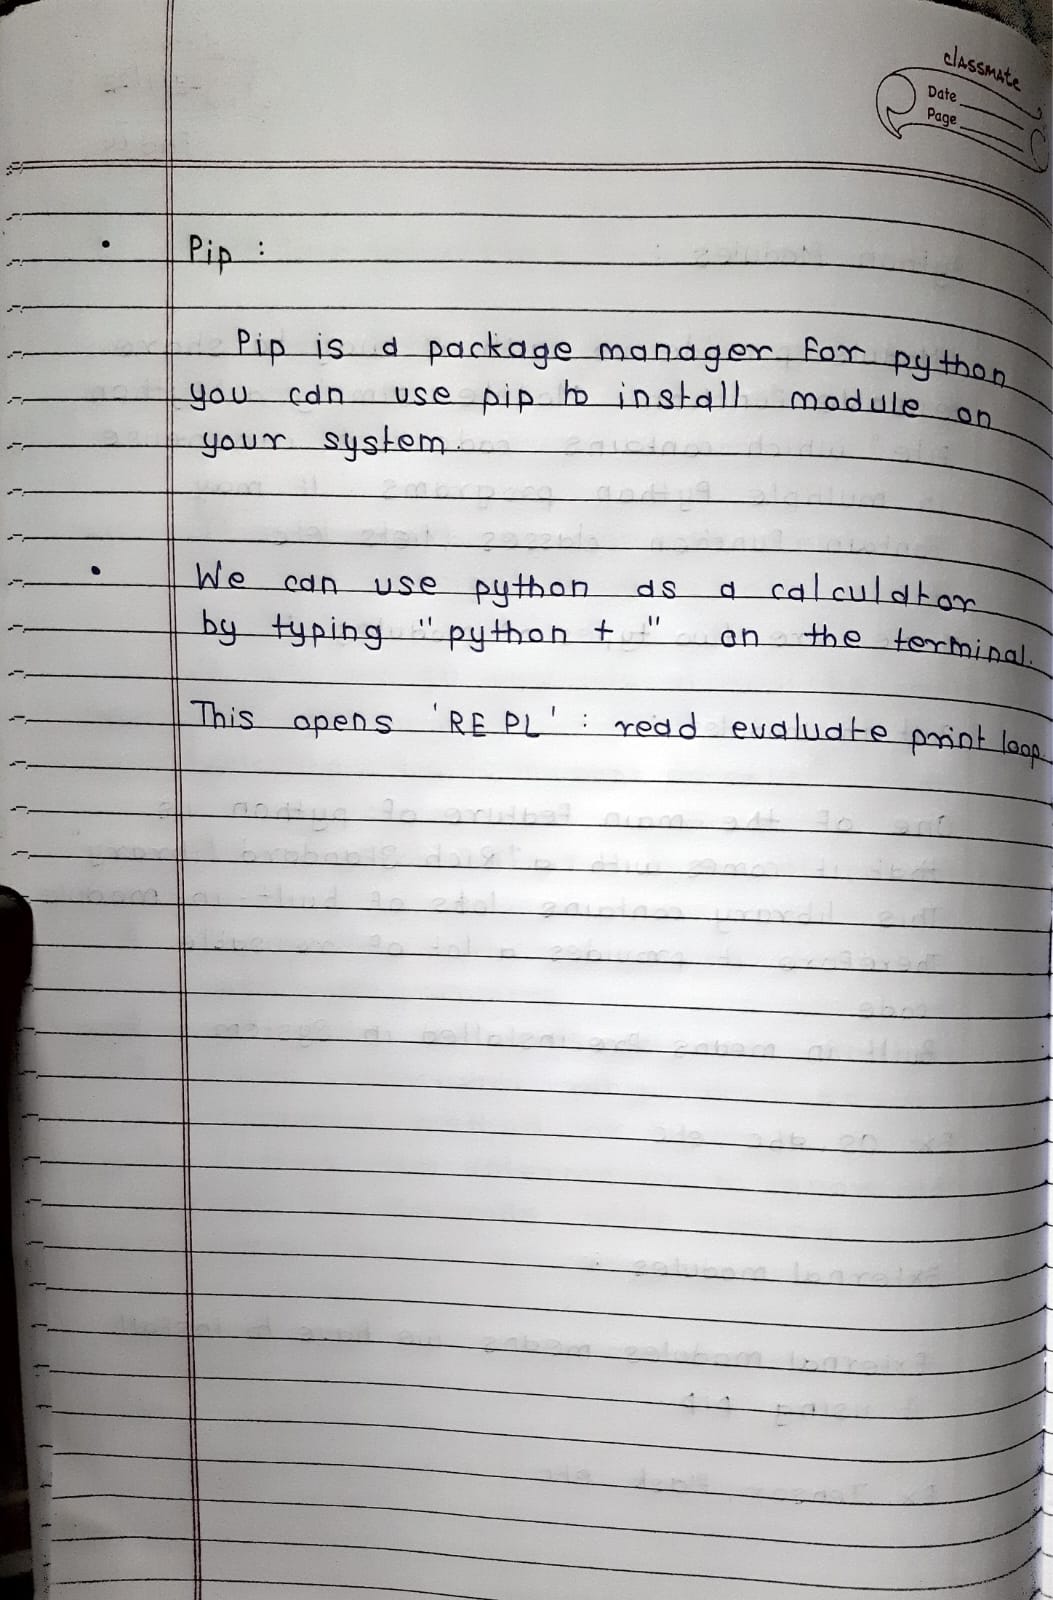 classmate
Date
Page
• Pip :
Pip is a package manager for python
you can use pip to install module on
your system.
• We can use python as a calculator
by typing "python + " on the terminal.
This opens 'REPL' : read evaluate print loop.